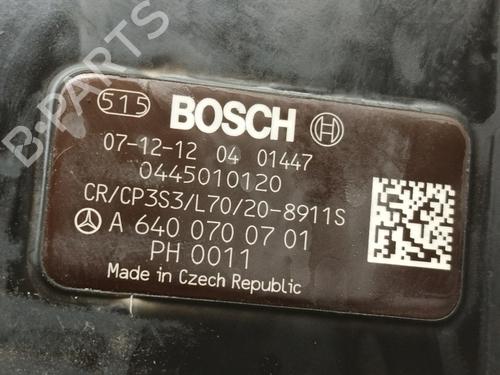 B-PARTS
515 BOSCH
07-12-12 04 01447
0445010120
CR/CP3S3/L70/20-8911S
A 640 070 07 01
PH 0011
Made in Czech Republic